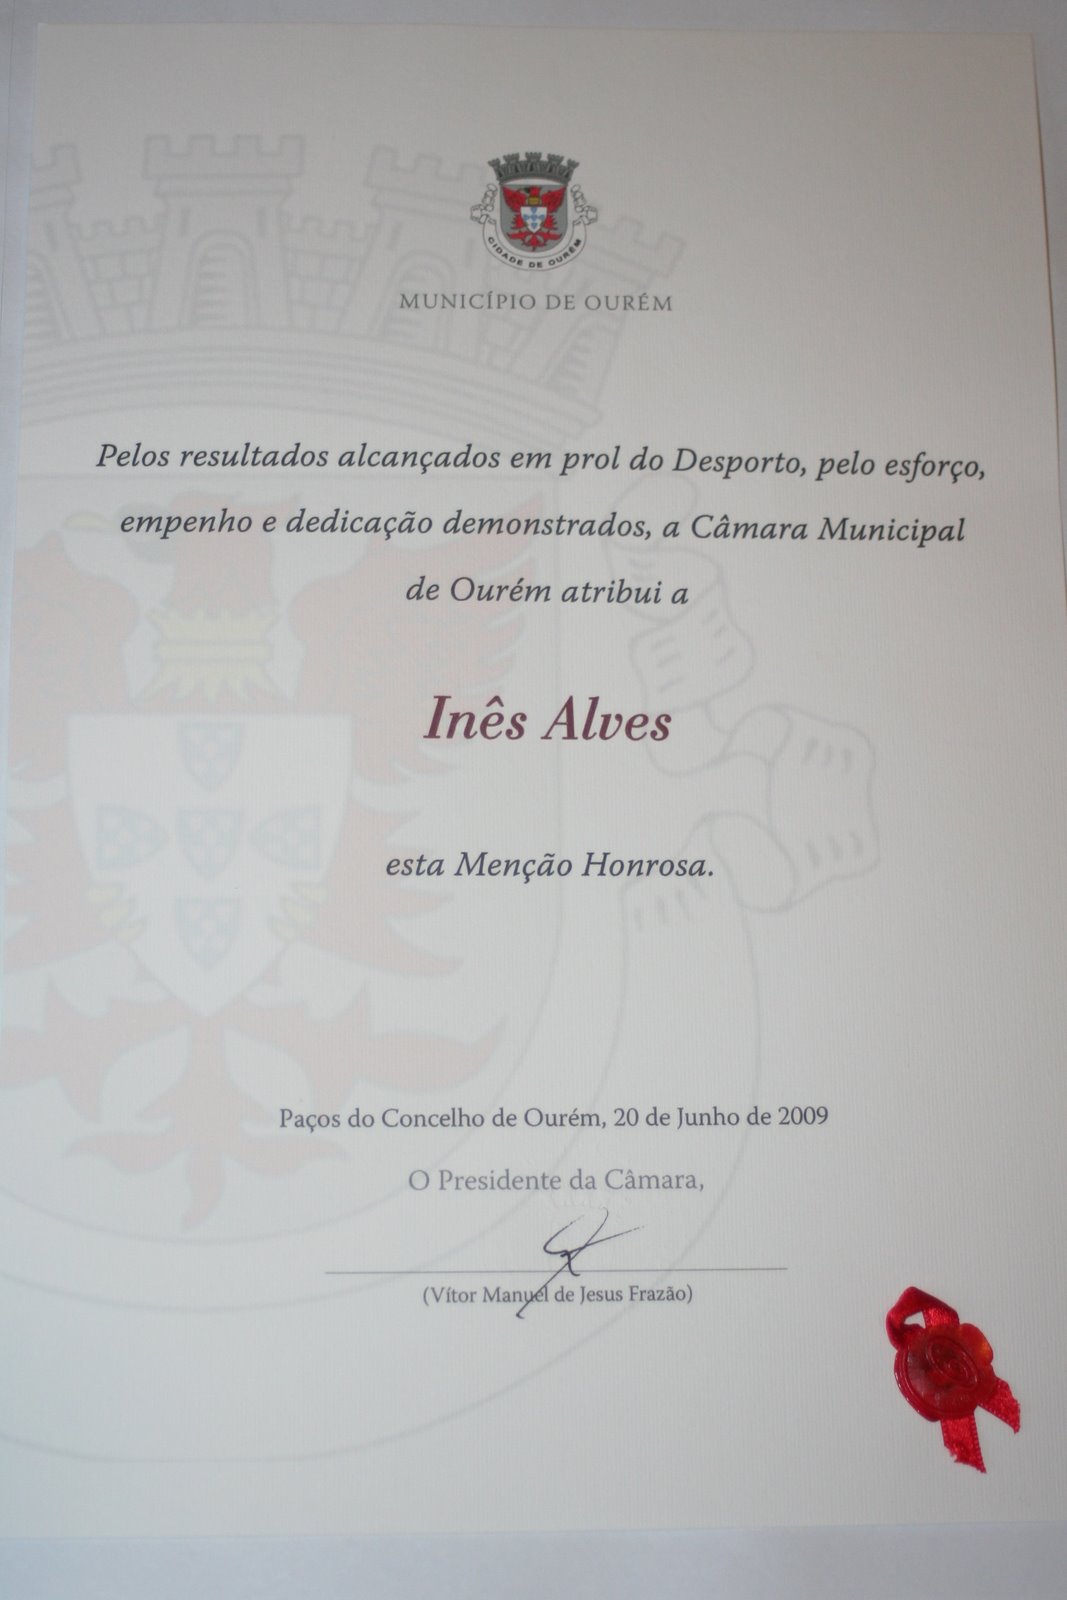 CIDADE DE OURÉM
MUNICÍPIO DE OURÉM
Pelos resultados alcançados em prol do Desporto, pelo esforço,
empenho e dedicação demonstrados, a Câmara Municipal
de Ourém atribui a
Inês Alves
esta Menção Honrosa.
Paços do Concelho de Ourém, 20 de Junho de 2009
O Presidente da Câmara,
(Vítor Manuel de Jesus Frazão)